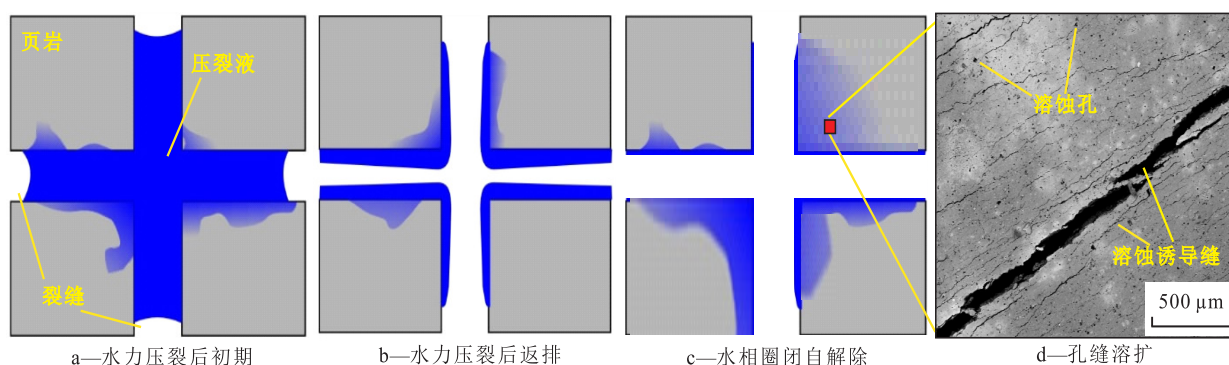 页岩
压裂液
裂缝
溶蚀孔
溶蚀诱导缝
500 μm
a—水力压裂后初期
b—水力压裂后返排
c—水相圈闭自解除
d—孔缝溶扩